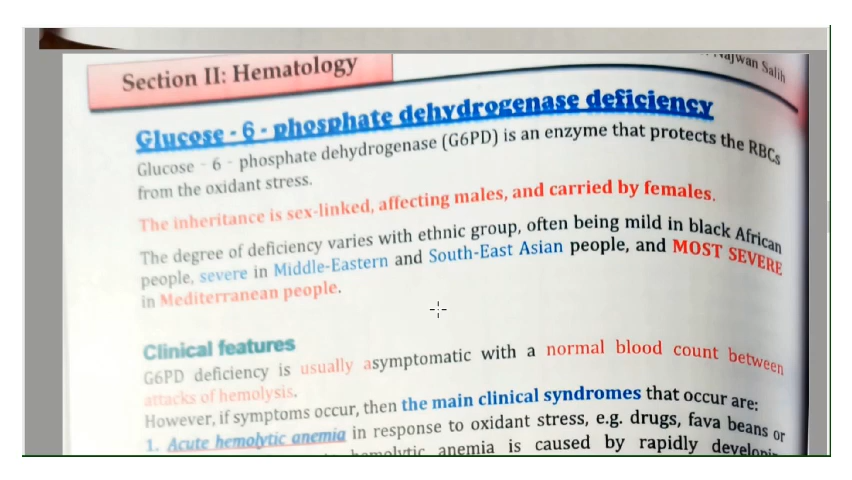 Najwan Salih
Section II: Hematology
Glucose - 6 - phosphate dehydrogenase deficiency
Glucose - 6 - phosphate dehydrogenase (G6PD) is an enzyme that protects the RBCs
from the oxidant stress.
The inheritance is sex-linked, affecting males, and carried by females.
The degree of deficiency varies with ethnic group, often being mild in black African
people, severe in Middle-Eastern and South-East Asian people, and MOST SEVERE
in Mediterranean people.
Clinical features
G6PD deficiency is usually asymptomatic with a normal blood count between
attacks of hemolysis.
However, if symptoms occur, then the main clinical syndromes that occur are:
1. Acute hemolytic anemia in response to oxidant stress, e.g. drugs, fava beans or
hemolytic anemia is caused by rapidly developing